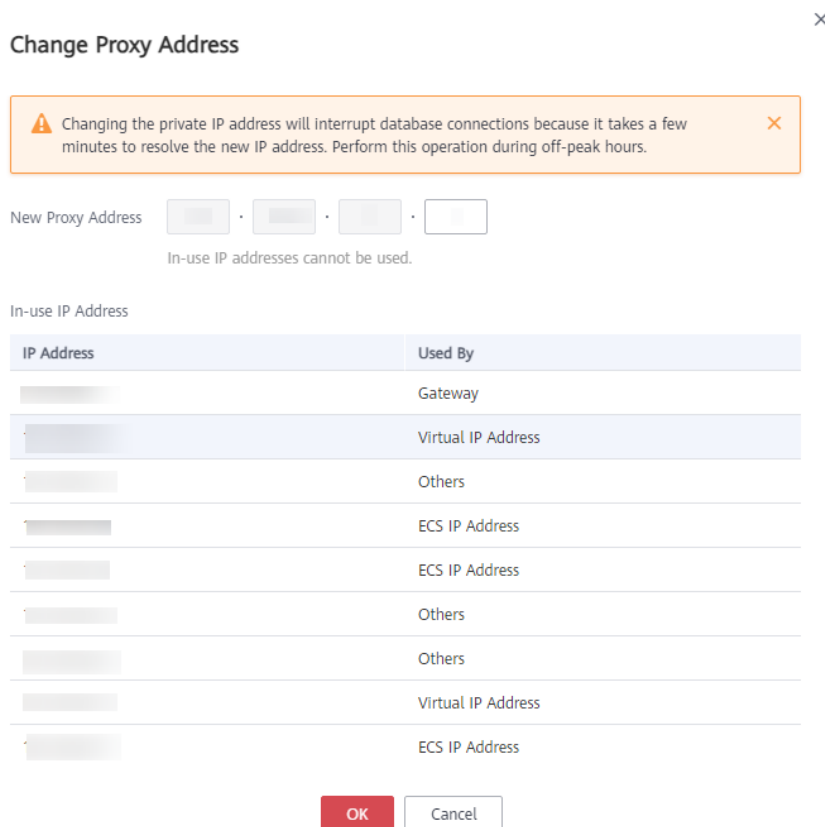 Change Proxy Address
Changing the private IP address will interrupt database connections because it takes a few
minutes to resolve the new IP address. Perform this operation during off-peak hours.
New Proxy Address . . .
In-use IP addresses cannot be used.
In-use IP Address
IP Address Used By
Gateway
Virtual IP Address
Others
ECS IP Address
ECS IP Address
Others
Others
Virtual IP Address
ECS IP Address
OK Cancel